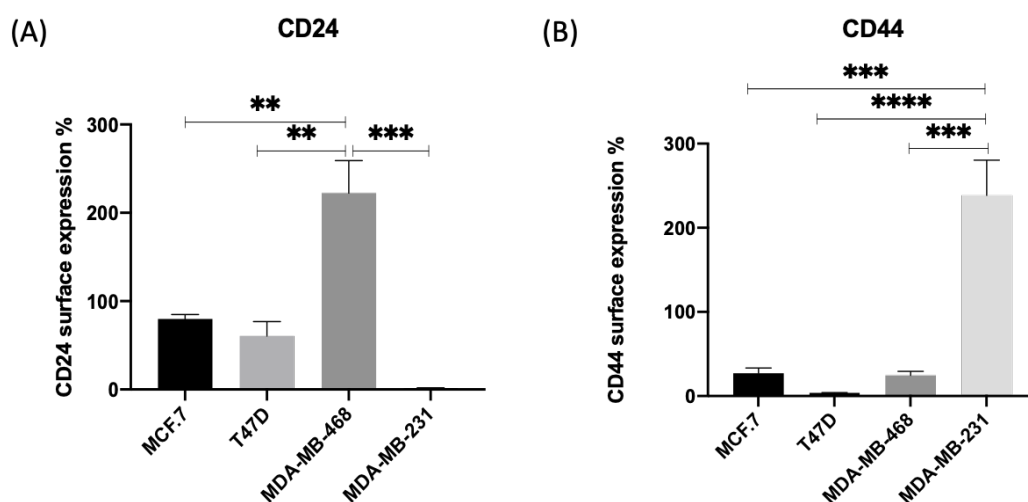 (A)
CD24
**
** ***
CD24 surface expression %
300
200
100
0
MCF.7
T47D
MDA-MB-468
MDA-MB-231
(B)
CD44
***
****
***
CD44 surface expression %
300
200
100
0
MCF.7
T47D
MDA-MB-468
MDA-MB-231